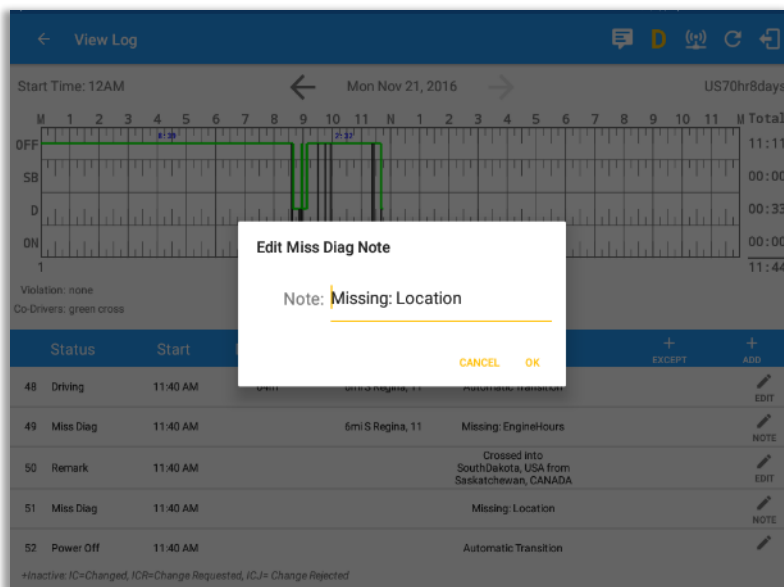 View Log
D
Start Time: 12AM
Mon Nov 21, 2016
US70hr8days
M 1 2 3 4 5 6 7 8 9 10 11 N 1 2 3 4 5 6 7 8 9 10 11 M Total
OFF 11:11
SB 00:00
D 00:33
ON 00:00
1 11:44
Violation: none
Co-Drivers: green cross
Edit Miss Diag Note
Note: Missing: Location
CANCEL OK
Status Start
EXCEPT ADD
48 Driving 11:40 AM 6mi S Regina, 11 Automatic Transition
EDIT
49 Miss Diag 11:40 AM 6mi S Regina, 11 Missing: EngineHours
NOTE
50 Remark 11:40 AM Crossed into
SouthDakota, USA from
Saskatchewan, CANADA
EDIT
51 Miss Diag 11:40 AM Missing: Location
NOTE
52 Power Off 11:40 AM Automatic Transition
+Inactive: IC=Changed, ICR=Change Requested, ICJ= Change Rejected